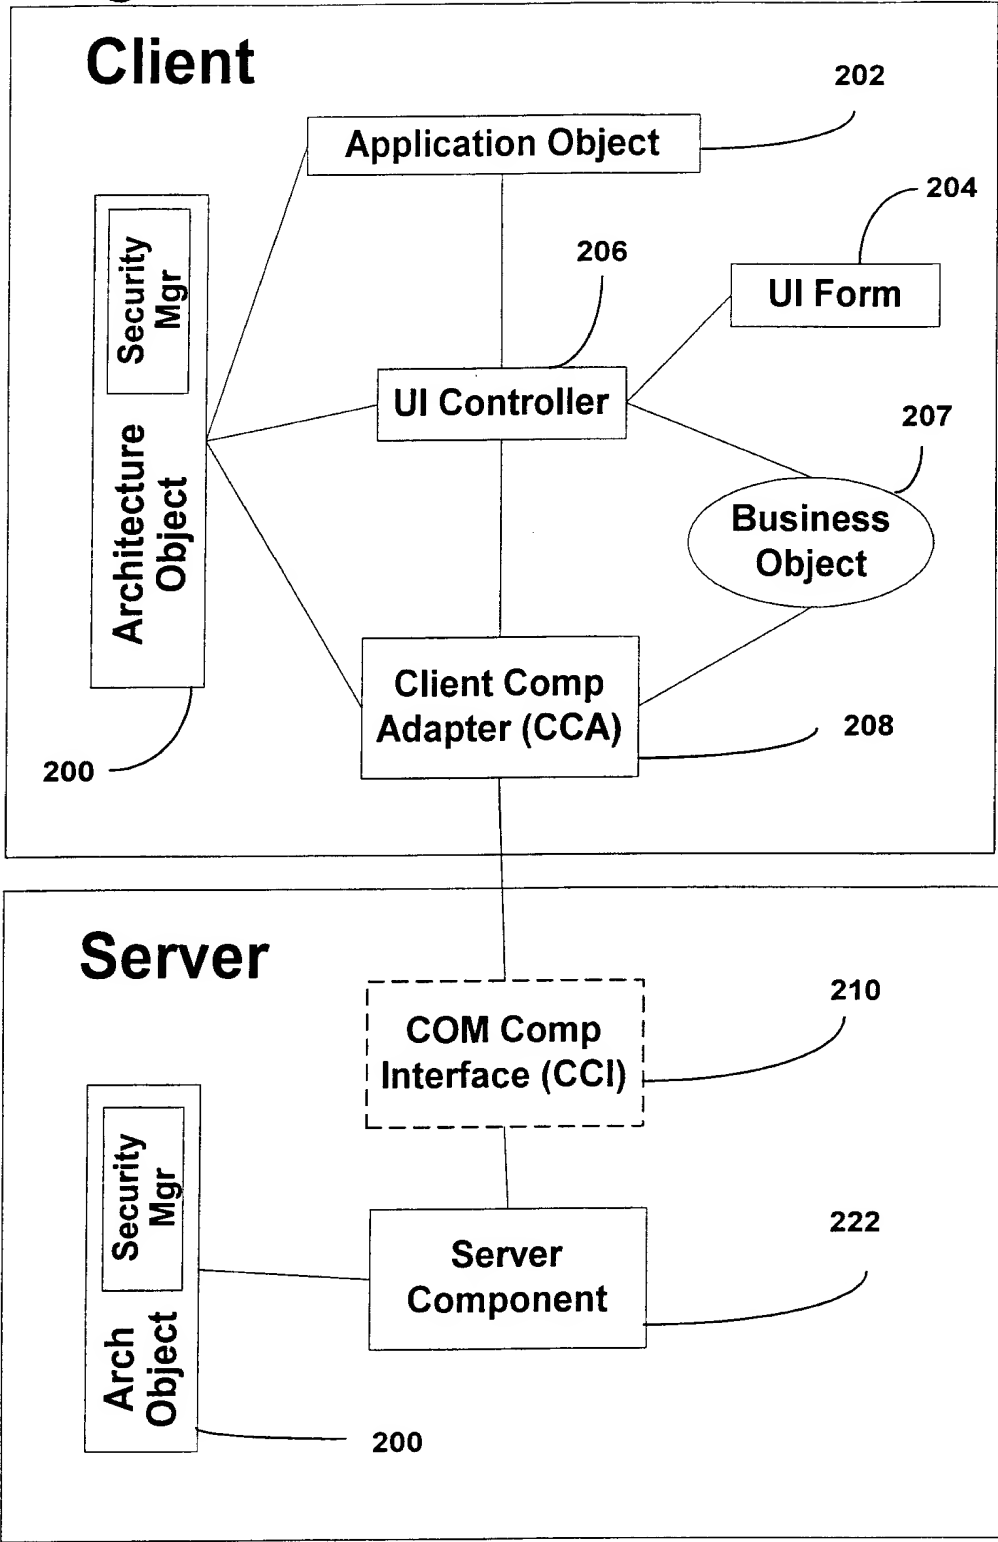 Client
202
Application Object
204
Security
Mgr
206
UI Form
UI Controller
207
Architecture
Object
Business
Object
Client Comp
Adapter (CCA)
208
200
Server
210
COM Comp
Interface (CCI)
Security
Mgr
222
Server
Component
Arch
Object
200